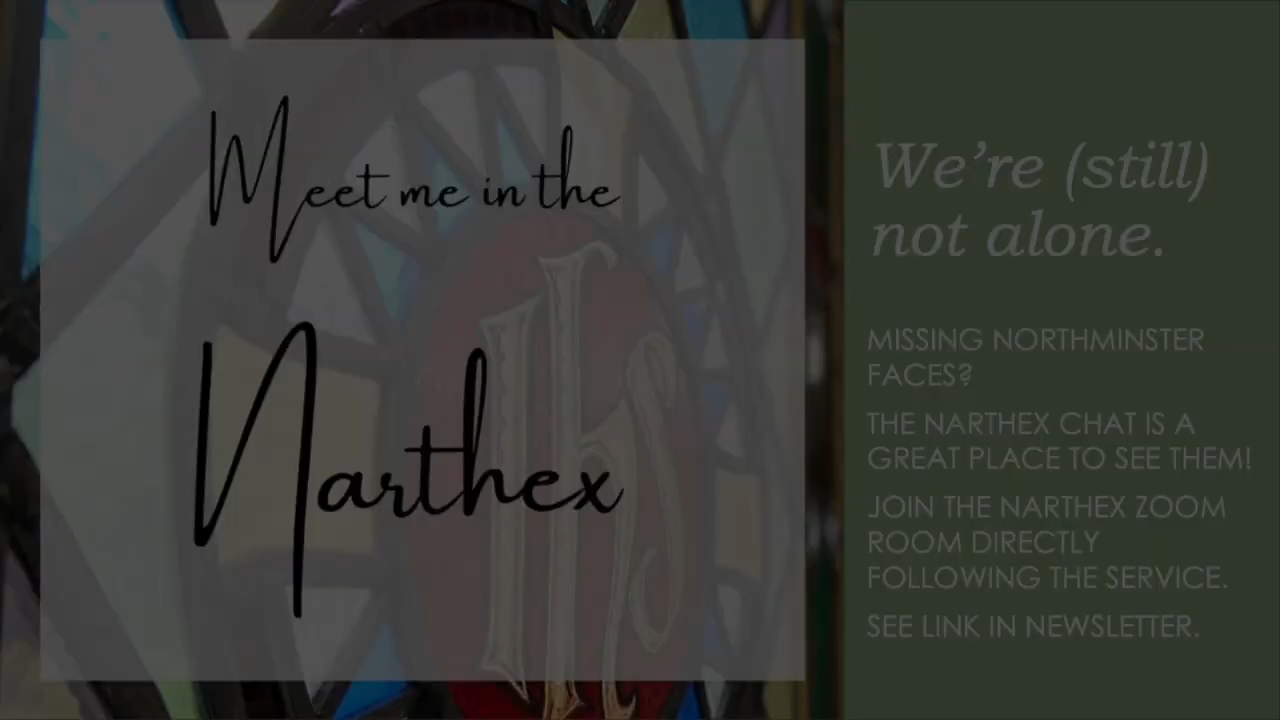 Meet me in the
Narthex
We're (still)
not alone.
MISSING NORTHMINSTER
FACES?
THE NARTHEX CHAT IS A
GREAT PLACE TO SEE THEM!
JOIN THE NARTHEX ZOOM
ROOM DIRECTLY
FOLLOWING THE SERVICE.
SEE LINK IN NEWSLETTER.
ihs